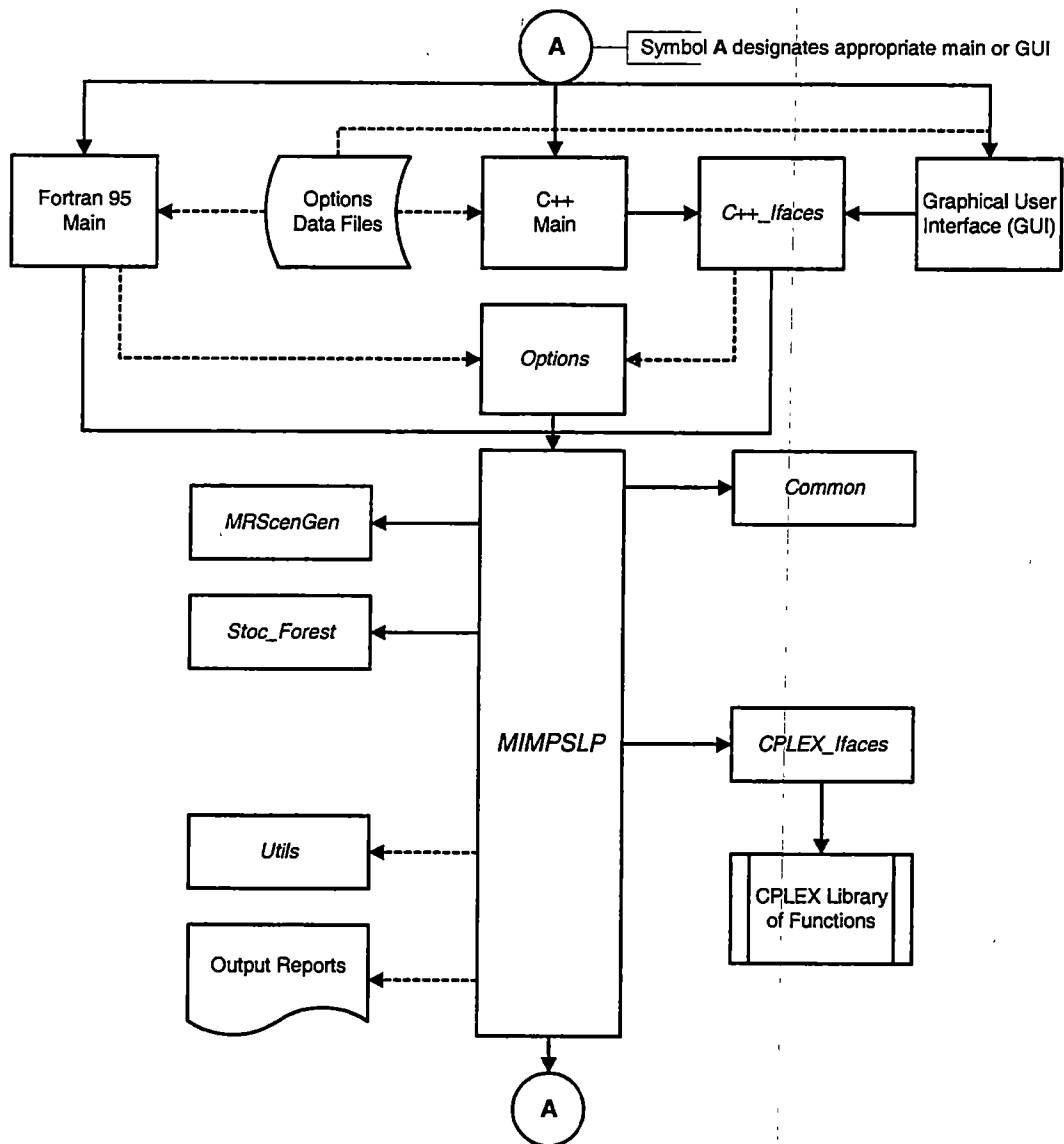 A
Symbol A designates appropriate main or GUI
Fortran 95
Main
Options
Data Files
C++
Main
C++_Ifaces
Graphical User
Interface (GUI)
Options
Common
MRScenGen
Stoc_Forest
MIMPSLP
CPLEX_Ifaces
Utils
CPLEX Library
of Functions
Output Reports
A